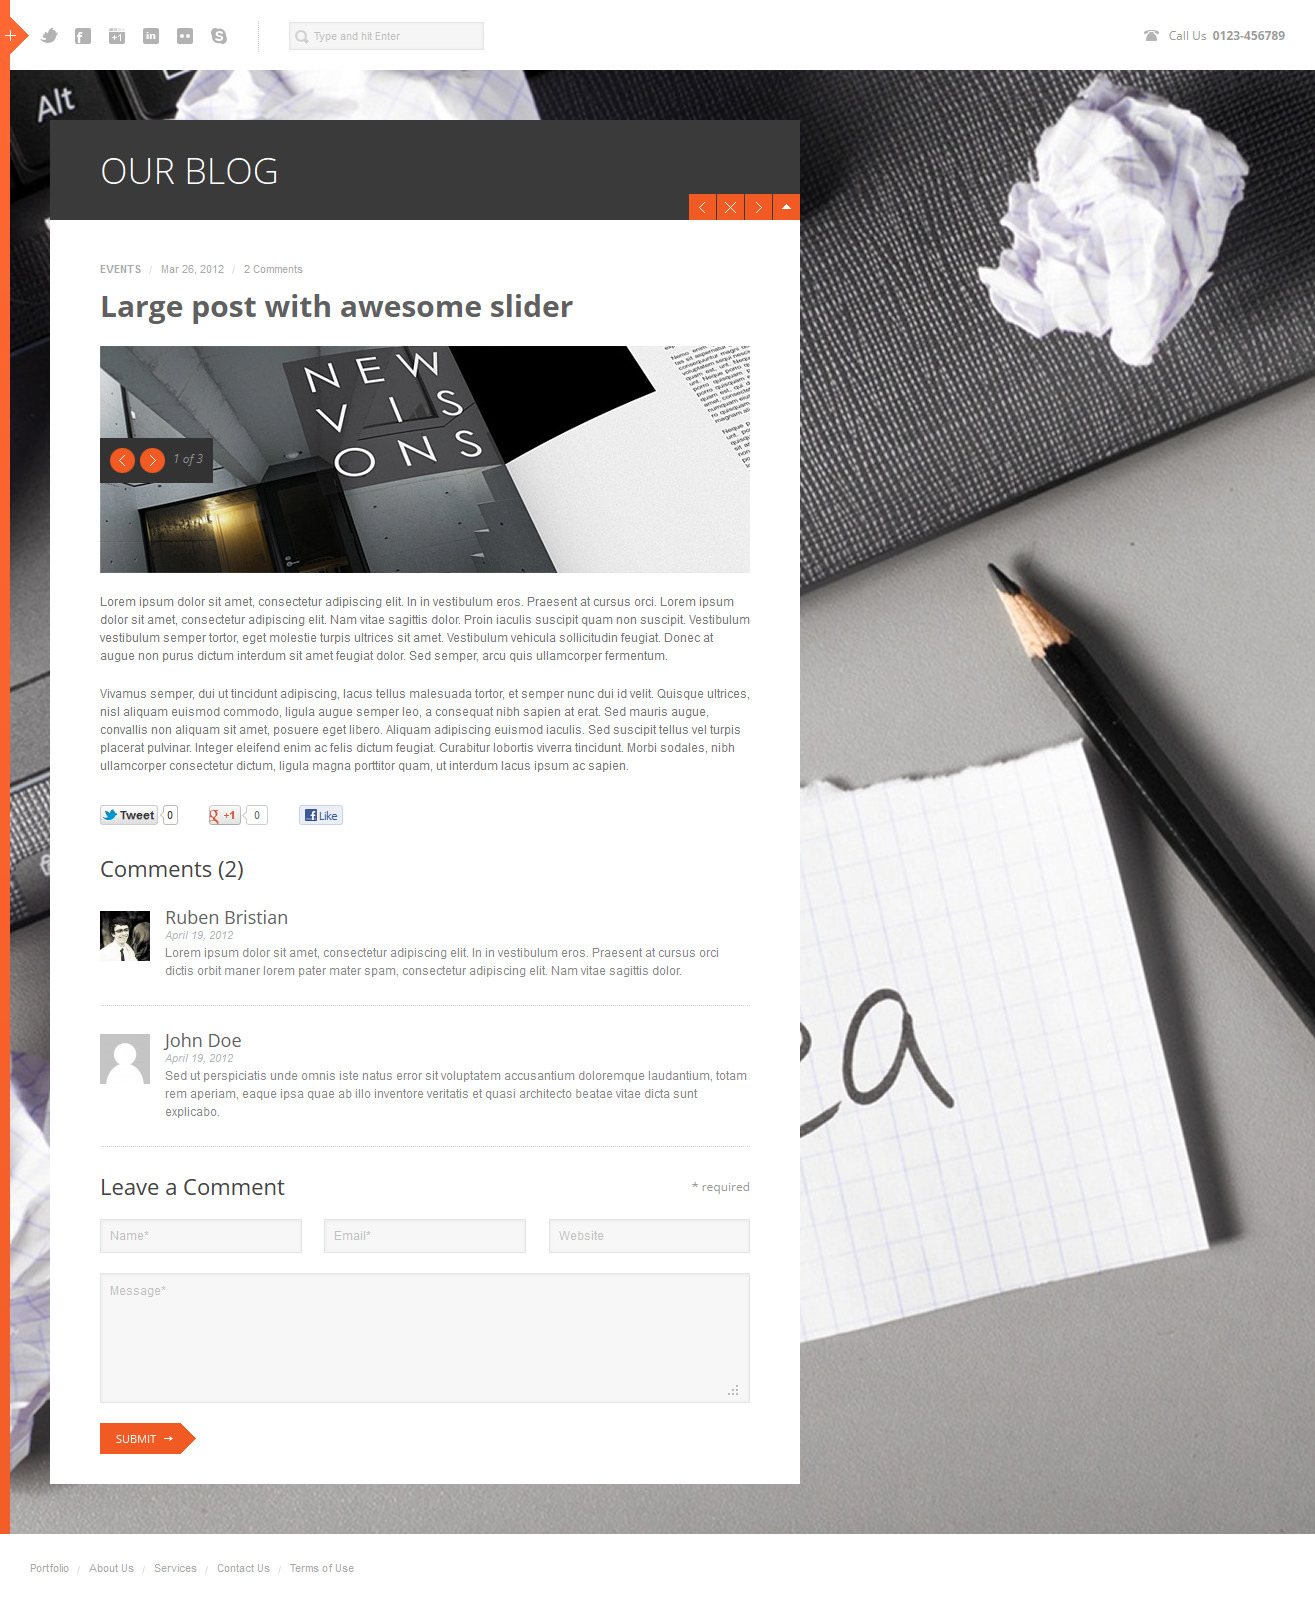 +1
in
Type and hit Enter
Call Us 0123-456789
Alt
OUR BLOG
EVENTS / Mar 26, 2012 / 2 Comments
Large post with awesome slider
NEW
VIS
ONS
1 of 3
Lorem ipsum dolor sit amet, consectetur adipiscing elit. In in vestibulum eros. Praesent at cursus orci. Lorem ipsum
dolor sit amet, consectetur adipiscing elit. Nam vitae sagittis dolor. Proin iaculis suscipit quam non suscipit. Vestibulum
vestibulum semper tortor, eget molestie turpis ultrices sit amet. Vestibulum vehicula sollicitudin feugiat. Donec at
augue non purus dictum interdum sit amet feugiat dolor. Sed semper, arcu quis ullamcorper fermentum.
Vivamus semper, dui ut tincidunt adipiscing, lacus tellus malesuada tortor, et semper nunc dui id velit. Quisque ultrices,
nisl aliquam euismod commodo, ligula augue semper leo, a consequat nibh sapien at erat. Sed mauris augue,
convallis non aliquam sit amet, posuere eget libero. Aliquam adipiscing euismod iaculis. Sed suscipit tellus vel turpis
placerat pulvinar. Integer eleifend enim ac felis dictum feugiat. Curabitur lobortis viverra tincidunt. Morbi sodales, nibh
ullamcorper consectetur dictum, ligula magna porttitor quam, ut interdum lacus ipsum ac sapien.
Tweet 0 g +1 0 f Like
Comments (2)
Ruben Bristian
April 19, 2012
Lorem ipsum dolor sit amet, consectetur adipiscing elit. In in vestibulum eros. Praesent at cursus orci
dictis orbit maner lorem pater mater spam, consectetur adipiscing elit. Nam vitae sagittis dolor.
John Doe
April 19, 2012
Sed ut perspiciatis unde omnis iste natus error sit voluptatem accusantium doloremque laudantium, totam
rem aperiam, eaque ipsa quae ab illo inventore veritatis et quasi architecto beatae vitae dicta sunt
explicabo.
ea
Leave a Comment
* required
Name* Email* Website
Message*
SUBMIT →
Portfolio / About Us / Services / Contact Us / Terms of Use